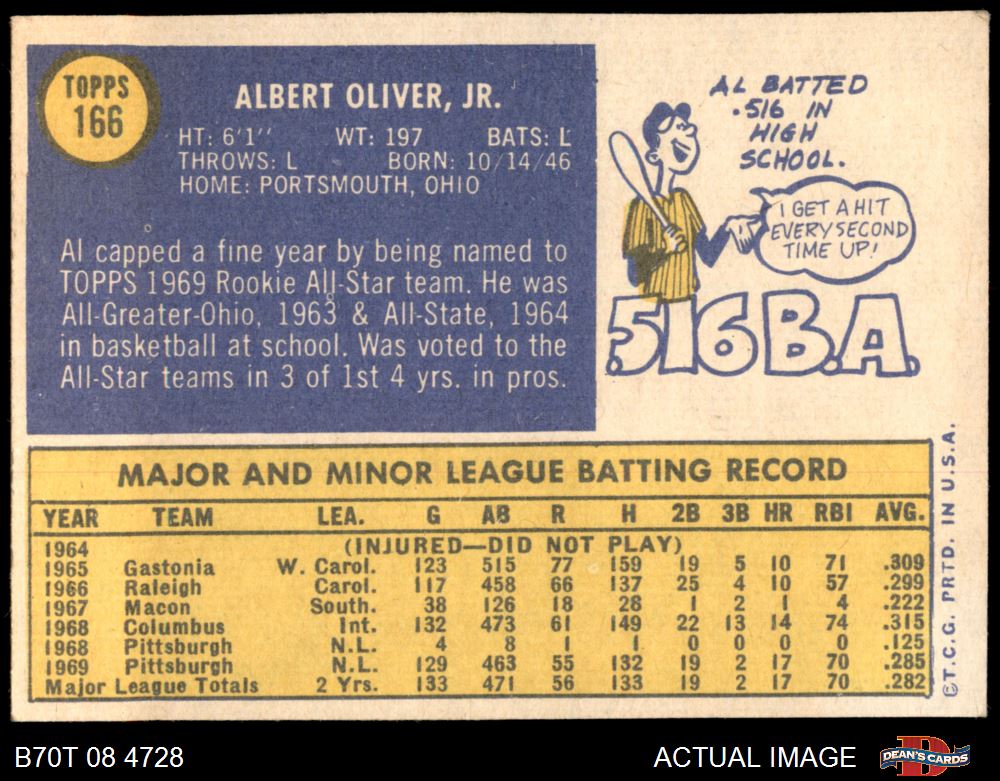 TOPPS
166
ALBERT OLIVER, JR.
HT: 6'1" WT: 197 BATS: L
THROWS: L BORN: 10/14/46
HOME: PORTSMOUTH, OHIO
Al capped a fine year by being named to
TOPPS 1969 Rookie All-Star team. He was
All-Greater-Ohio, 1963 & All-State, 1964
in basketball at school. Was voted to the
All-Star teams in 3 of 1st 4 yrs. in pros.
AL BATTED
.516 IN
HIGH
SCHOOL.
I GET A HIT
EVERY SECOND
TIME UP!
.516 B.A.
MAJOR AND MINOR LEAGUE BATTING RECORD
YEAR TEAM LEA. G AB R H 2B 3B HR RBI AVG.
1964 (INJURED—DID NOT PLAY)
1965 Gastonia W. Carol. 123 515 77 159 19 5 10 71 .309
1966 Raleigh Carol. 117 458 66 137 25 4 10 57 .299
1967 Macon South. 38 126 18 28 1 2 1 4 .222
1968 Columbus Int. 132 473 61 149 22 13 14 74 .315
1968 Pittsburgh N.L. 4 8 1 1 0 0 0 0 .125
1969 Pittsburgh N.L. 129 463 55 132 19 2 17 70 .285
Major League Totals 2 Yrs. 133 471 56 133 19 2 17 70 .282
©T.C.G. PRTD. IN U.S.A.
B70T 08 4728
ACTUAL IMAGE
DEAN'S CARDS